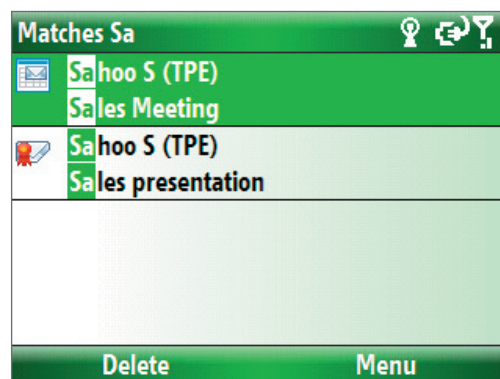 Matches Sa
Sahoo S (TPE)
Sales Meeting
Sahoo S (TPE)
Sales presentation
Delete Menu